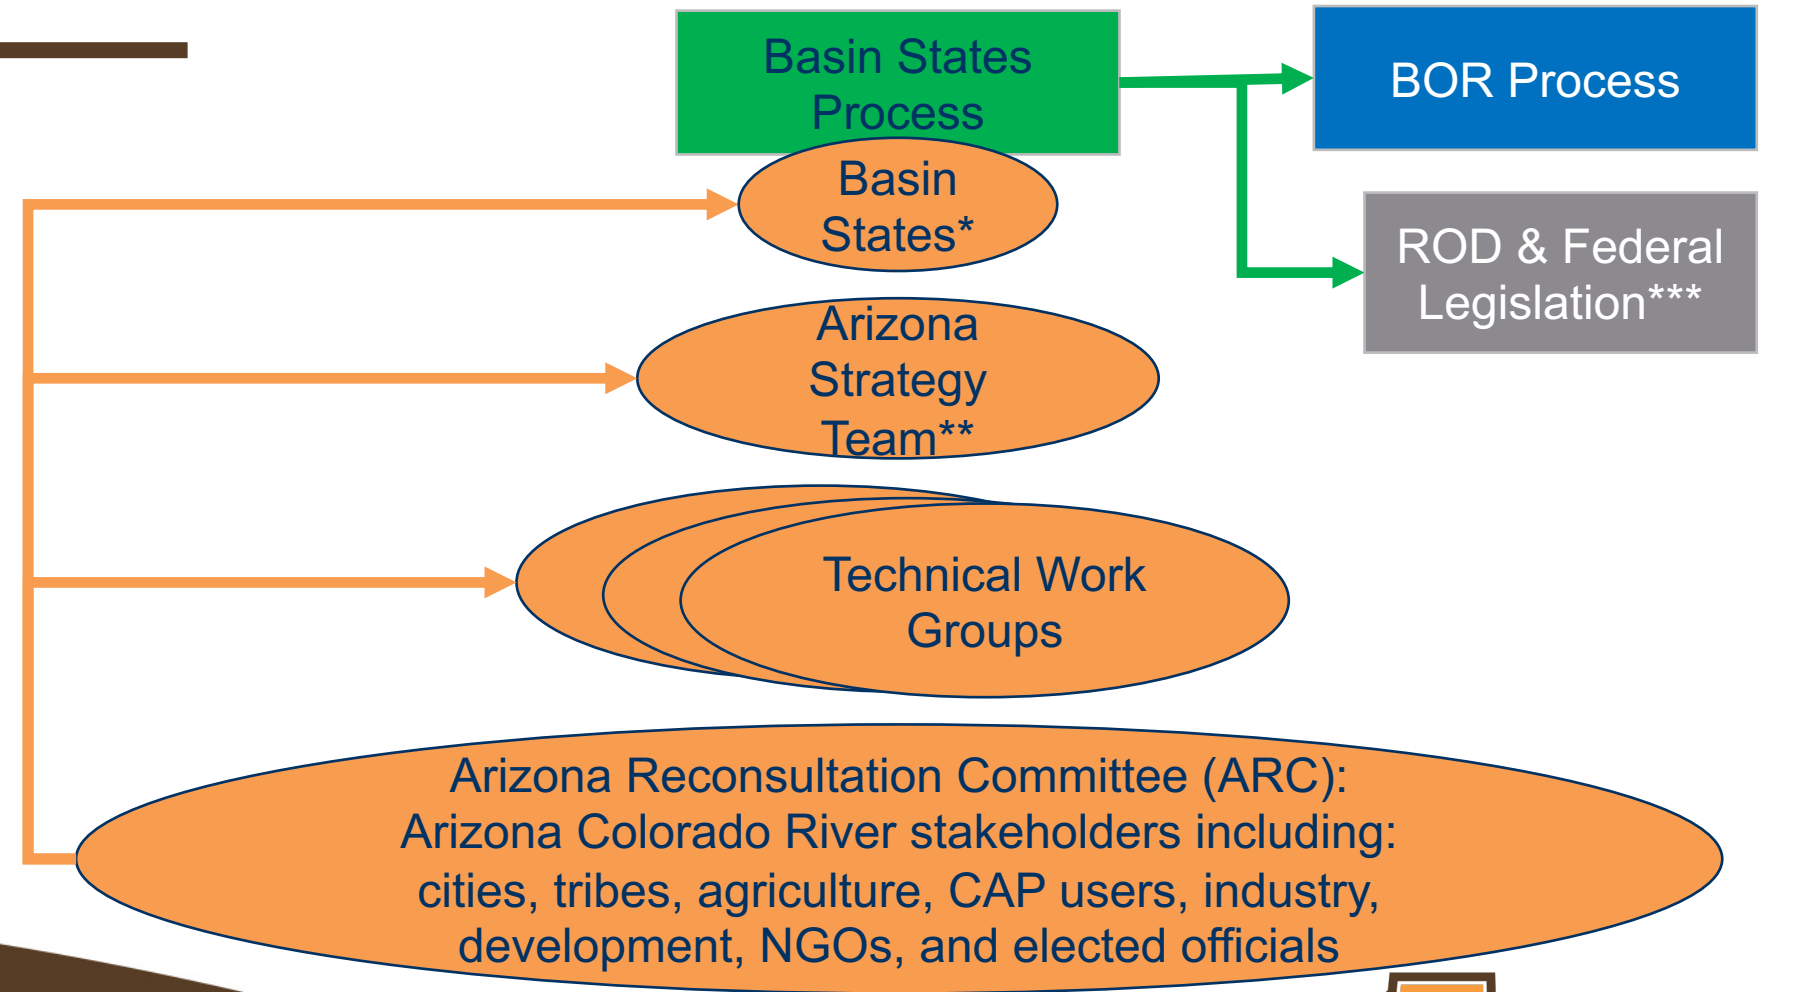 Basin States
Process
BOR Process
Basin
States*
ROD & Federal
Legislation***
Arizona
Strategy
Team**
Technical Work
Groups
Arizona Reconsultation Committee (ARC):
Arizona Colorado River stakeholders including:
cities, tribes, agriculture, CAP users, industry,
development, NGOs, and elected officials